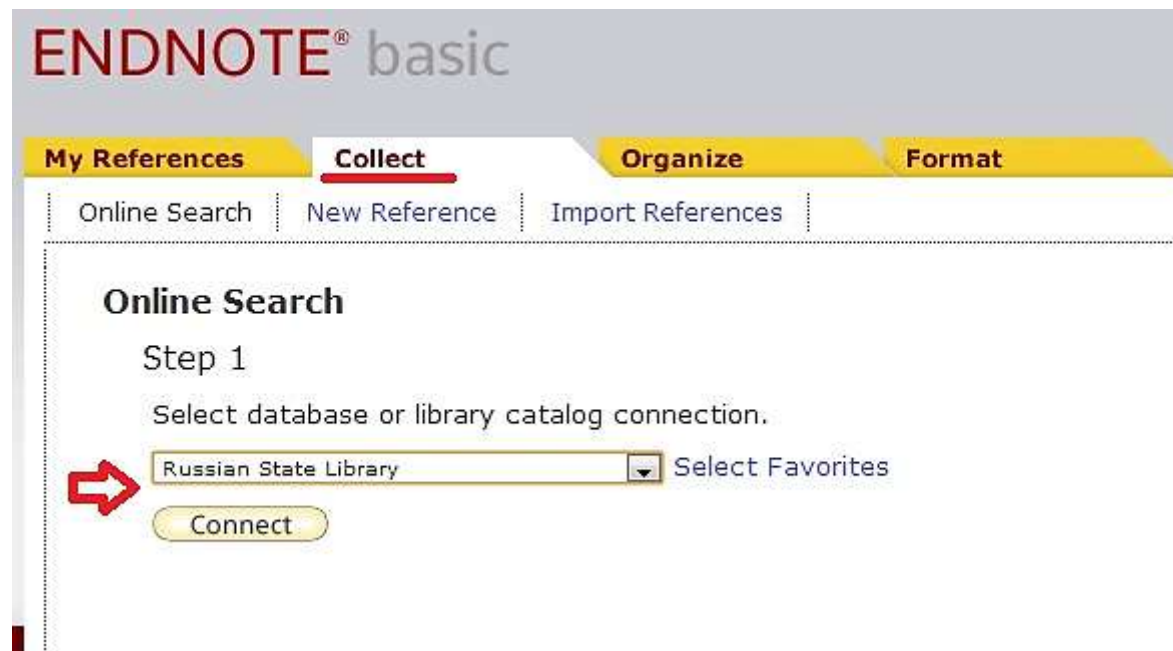 ENDNOTE® basic
My References Collect Organize Format
Online Search New Reference Import References
Online Search
Step 1
Select database or library catalog connection.
Russian State Library Select Favorites
Connect